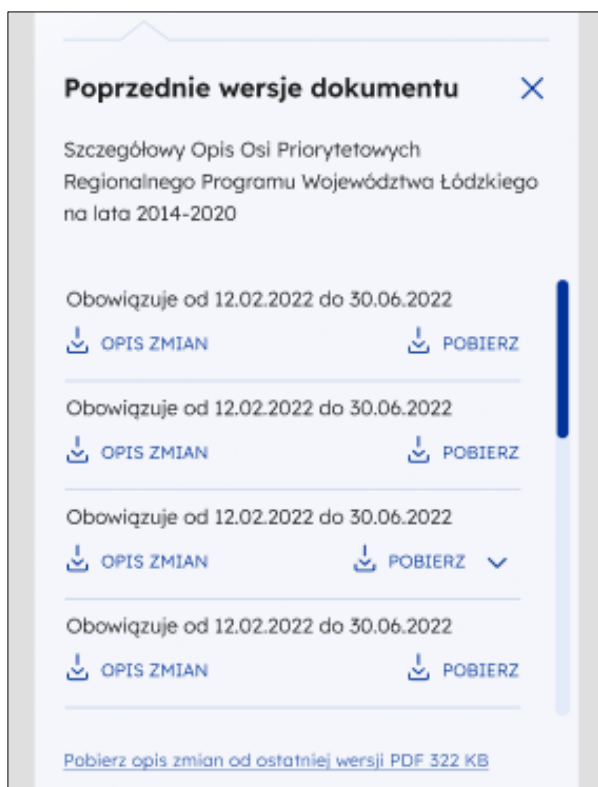 Poprzednie wersje dokumentu
Szczegółowy Opis Osi Priorytetowych
Regionalnego Programu Województwa Łódzkiego
na lata 2014-2020
Obowiązuje od 12.02.2022 do 30.06.2022
OPIS ZMIAN POBIERZ
Obowiązuje od 12.02.2022 do 30.06.2022
OPIS ZMIAN POBIERZ
Obowiązuje od 12.02.2022 do 30.06.2022
OPIS ZMIAN POBIERZ
Obowiązuje od 12.02.2022 do 30.06.2022
OPIS ZMIAN POBIERZ
Pobierz opis zmian od ostatniej wersji PDF 322 KB